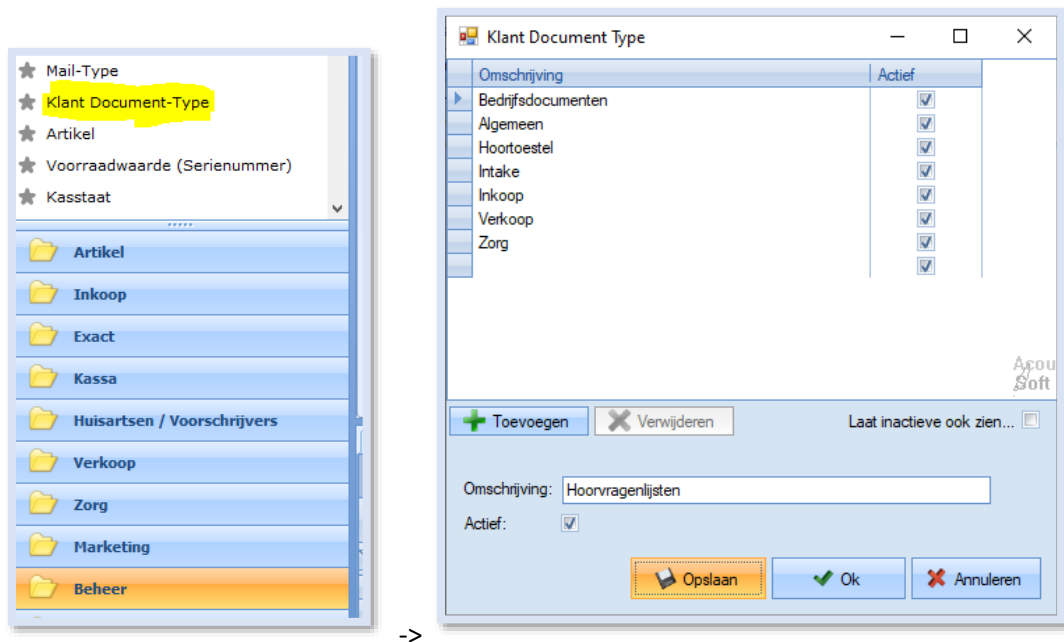 Mail-Type
Klant Document-Type
Artikel
Voorraadwaarde (Serienummer)
Kasstaat
Artikel
Inkoop
Exact
Kassa
Huisartsen / Voorschrijvers
Verkoop
Zorg
Marketing
Beheer
->
Klant Document Type
Omschrijving Actief
Bedrijfsdocumenten
Algemeen
Hoortoestel
Intake
Inkoop
Verkoop
Zorg
Acou
Soft
Toevoegen Verwijderen Laat inactieve ook zien...
Omschrijving: Hoorvragenlijsten
Actief:
Opslaan Ok Annuleren